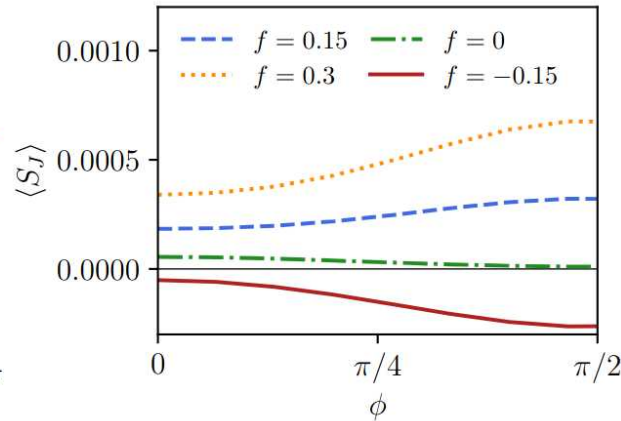 0.0010
0.0005
0.0000
⟨S_J⟩
f = 0.15
f = 0
f = 0.3
f = −0.15
0
π/4
π/2
ϕ